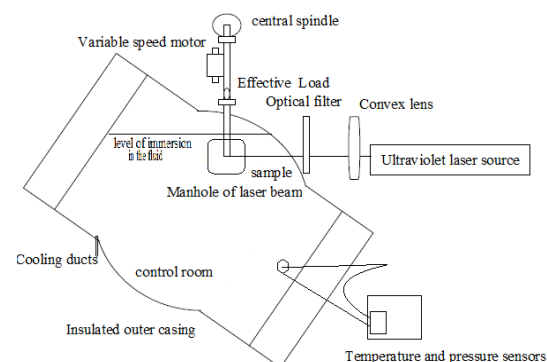 central spindle
Variable speed motor
Effective Load
Optical filter
Convex lens
level of immersion
in the fluid
Ultraviolet laser source
sample
Manhole of laser beam
Cooling ducts
control room
Insulated outer casing
Temperature and pressure sensors